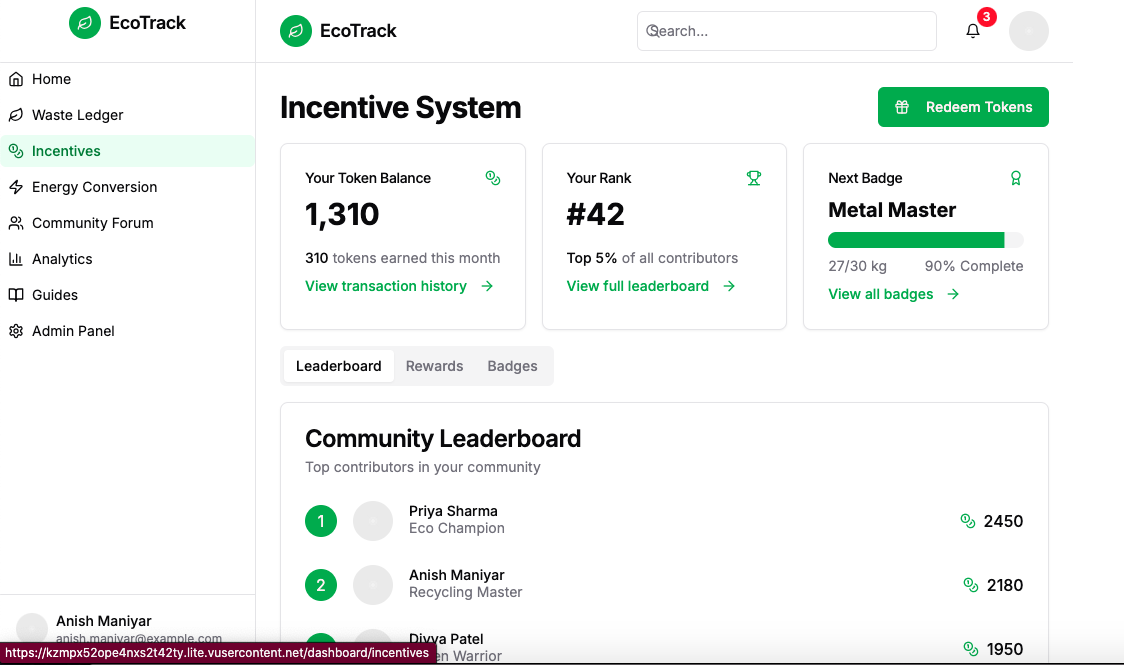 EcoTrack
Home
Waste Ledger
Incentives
Energy Conversion
Community Forum
Analytics
Guides
Admin Panel
Anish Maniyar
anish.maniyar@example.com
https://kzmpx52ope4nxs2t42ty.lite.vusercontent.net/dashboard/incentives
EcoTrack
Search...
3
Incentive System
Redeem Tokens
Your Token Balance
1,310
310 tokens earned this month
View transaction history
Your Rank
#42
Top 5% of all contributors
View full leaderboard
Next Badge
Metal Master
27/30 kg 90% Complete
View all badges
Leaderboard Rewards Badges
Community Leaderboard
Top contributors in your community
1 Priya Sharma
Eco Champion
2450
2 Anish Maniyar
Recycling Master
2180
Divya Patel
Warrior
1950